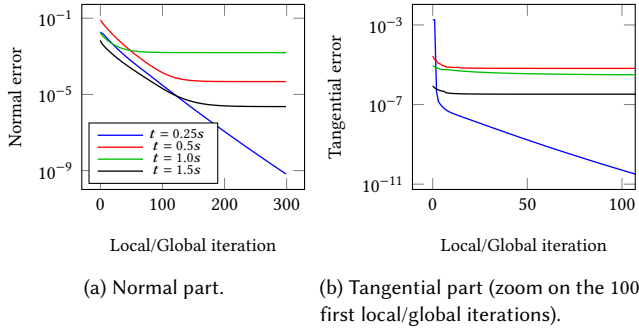 10⁻¹
10⁻⁵
10⁻⁹
Normal error
t = 0.25s
t = 0.5s
t = 1.0s
t = 1.5s
0 100 200 300
Local/Global iteration
(a) Normal part.
10⁻³
10⁻⁷
10⁻¹¹
Tangential error
0 50 100
Local/Global iteration
(b) Tangential part (zoom on the 100
first local/global iterations).